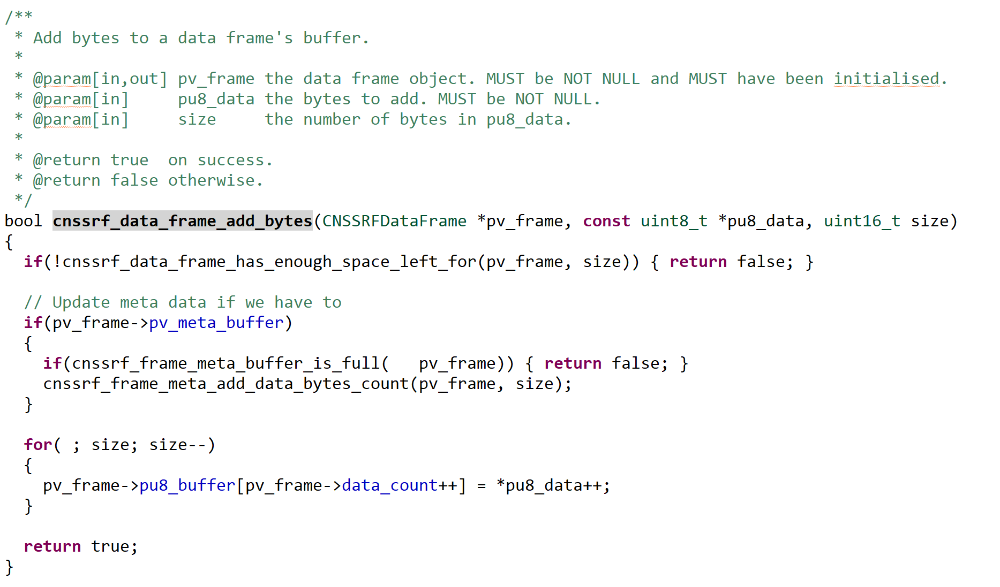 /**
 * Add bytes to a data frame's buffer.
 *
 * @param[in,out] pv_frame the data frame object. MUST be NOT NULL and MUST have been initialised.
 * @param[in]     pu8_data the bytes to add. MUST be NOT NULL.
 * @param[in]     size     the number of bytes in pu8_data.
 *
 * @return true  on success.
 * @return false otherwise.
 */
bool cnssrf_data_frame_add_bytes(CNSSRFDataFrame *pv_frame, const uint8_t *pu8_data, uint16_t size)
{
  if(!cnssrf_data_frame_has_enough_space_left_for(pv_frame, size)) { return false; }

  // Update meta data if we have to
  if(pv_frame->pv_meta_buffer)
  {
    if(cnssrf_frame_meta_buffer_is_full(   pv_frame)) { return false; }
    cnssrf_frame_meta_add_data_bytes_count(pv_frame, size);
  }

  for( ; size; size--)
  {
    pv_frame->pu8_buffer[pv_frame->data_count++] = *pu8_data++;
  }

  return true;
}